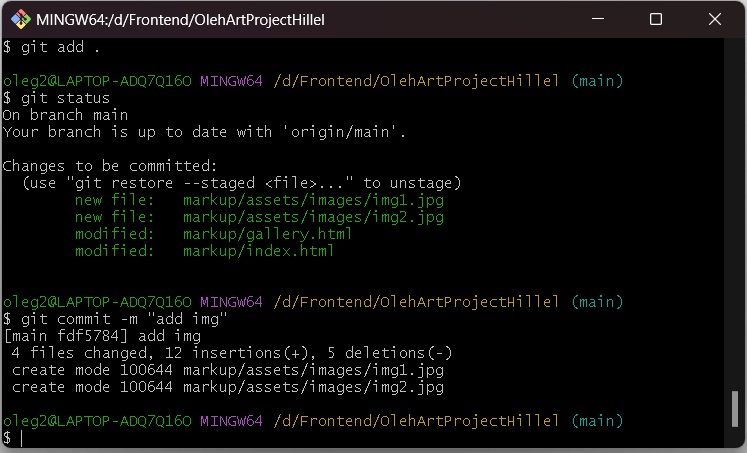 MINGW64:/d/Frontend/OlehArtProjectHillel
$ git add .
oleg2@LAPTOP-ADQ7Q16O MINGW64 /d/Frontend/OlehArtProjectHillel (main)
$ git status
On branch main
Your branch is up to date with 'origin/main'.
Changes to be committed:
  (use "git restore --staged <file>..." to unstage)
        new file:   markup/assets/images/img1.jpg
        new file:   markup/assets/images/img2.jpg
        modified:   markup/gallery.html
        modified:   markup/index.html
oleg2@LAPTOP-ADQ7Q16O MINGW64 /d/Frontend/OlehArtProjectHillel (main)
$ git commit -m "add img"
[main fdf5784] add img
 4 files changed, 12 insertions(+), 5 deletions(-)
 create mode 100644 markup/assets/images/img1.jpg
 create mode 100644 markup/assets/images/img2.jpg
oleg2@LAPTOP-ADQ7Q16O MINGW64 /d/Frontend/OlehArtProjectHillel (main)
$